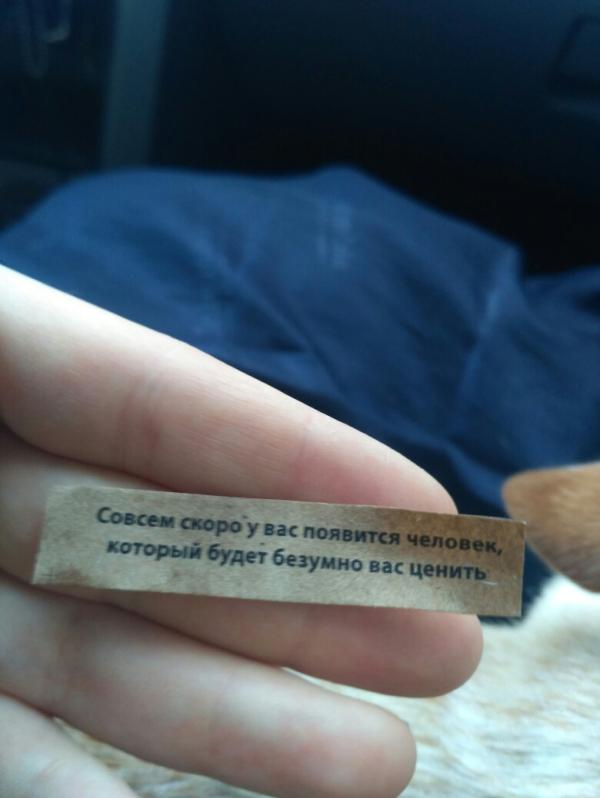 Совсем скоро у вас появится человек,
который будет безумно вас ценить